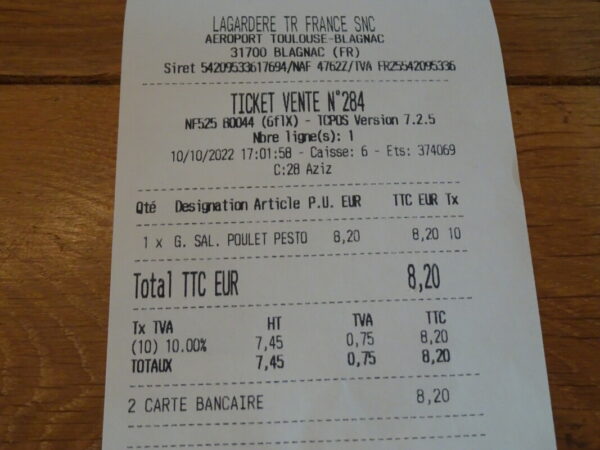 LAGARDERE TR FRANCE SNC
AEROPORT TOULOUSE-BLAGNAC
31700 BLAGNAC (FR)
Siret 54209533617694/NAF 4762Z/TVA FR25542095336
TICKET VENTE N°284
NF525 B0044 (6f1X) - TCPOS Version 7.2.5
Nbre ligne(s): 1
10/10/2022 17:01:58 - Caisse: 6 - Ets: 374069
C:28 Aziz
Qté Designation Article P.U. EUR TTC EUR Tx
1 x G. SAL. POULET PESTO 8,20 8,20 10
Total TTC EUR 8,20
Tx TVA HT TVA TTC
(10) 10.00% 7,45 0,75 8,20
TOTAUX 7,45 0,75 8,20
2 CARTE BANCAIRE 8,20